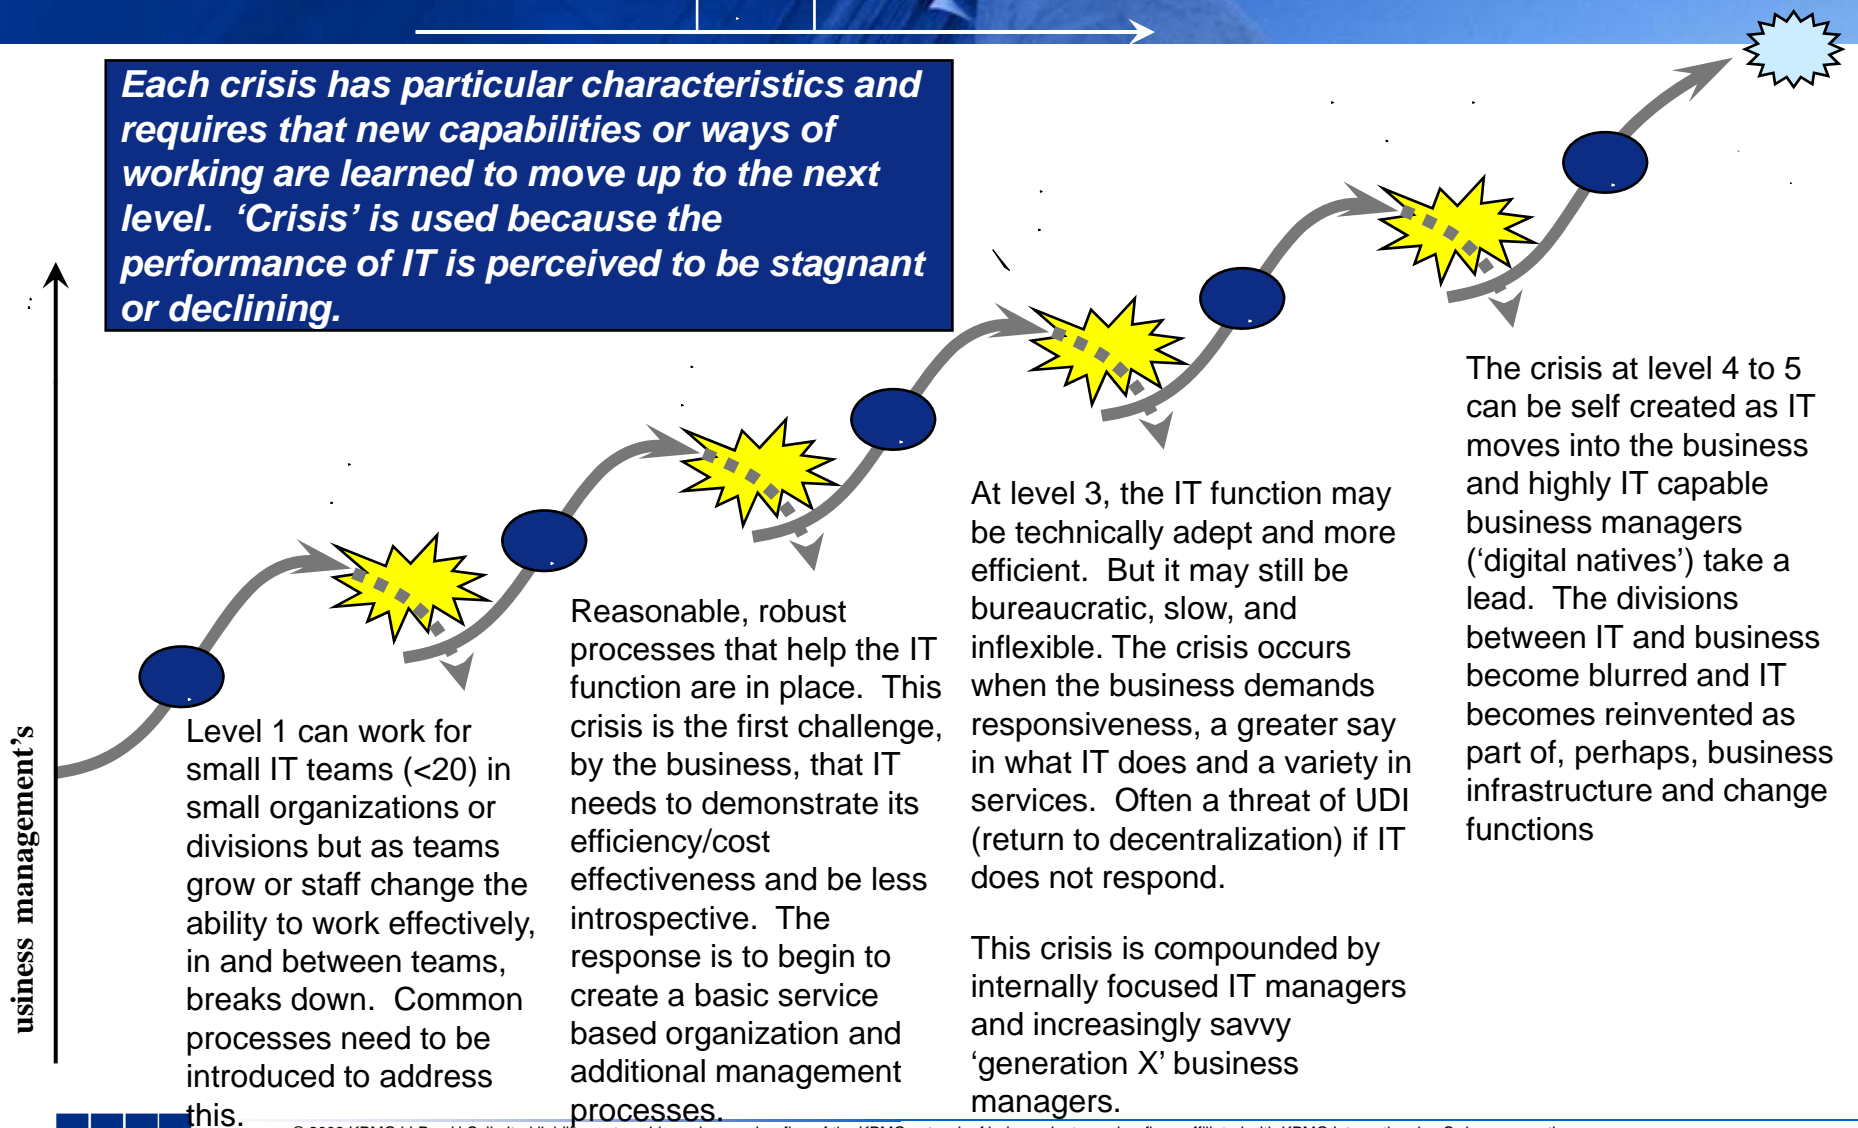 Each crisis has particular characteristics and
requires that new capabilities or ways of
working are learned to move up to the next
level. ‘Crisis’ is used because the
performance of IT is perceived to be stagnant
or declining.
usiness management’s
Level 1 can work for
small IT teams (<20) in
small organizations or
divisions but as teams
grow or staff change the
ability to work effectively,
in and between teams,
breaks down. Common
processes need to be
introduced to address
this.
Reasonable, robust
processes that help the IT
function are in place. This
crisis is the first challenge,
by the business, that IT
needs to demonstrate its
efficiency/cost
effectiveness and be less
introspective. The
response is to begin to
create a basic service
based organization and
additional management
processes.
At level 3, the IT function may
be technically adept and more
efficient. But it may still be
bureaucratic, slow, and
inflexible. The crisis occurs
when the business demands
responsiveness, a greater say
in what IT does and a variety in
services. Often a threat of UDI
(return to decentralization) if IT
does not respond.
This crisis is compounded by
internally focused IT managers
and increasingly savvy
‘generation X’ business
managers.
The crisis at level 4 to 5
can be self created as IT
moves into the business
and highly IT capable
business managers
(‘digital natives’) take a
lead. The divisions
between IT and business
become blurred and IT
becomes reinvented as
part of, perhaps, business
infrastructure and change
functions